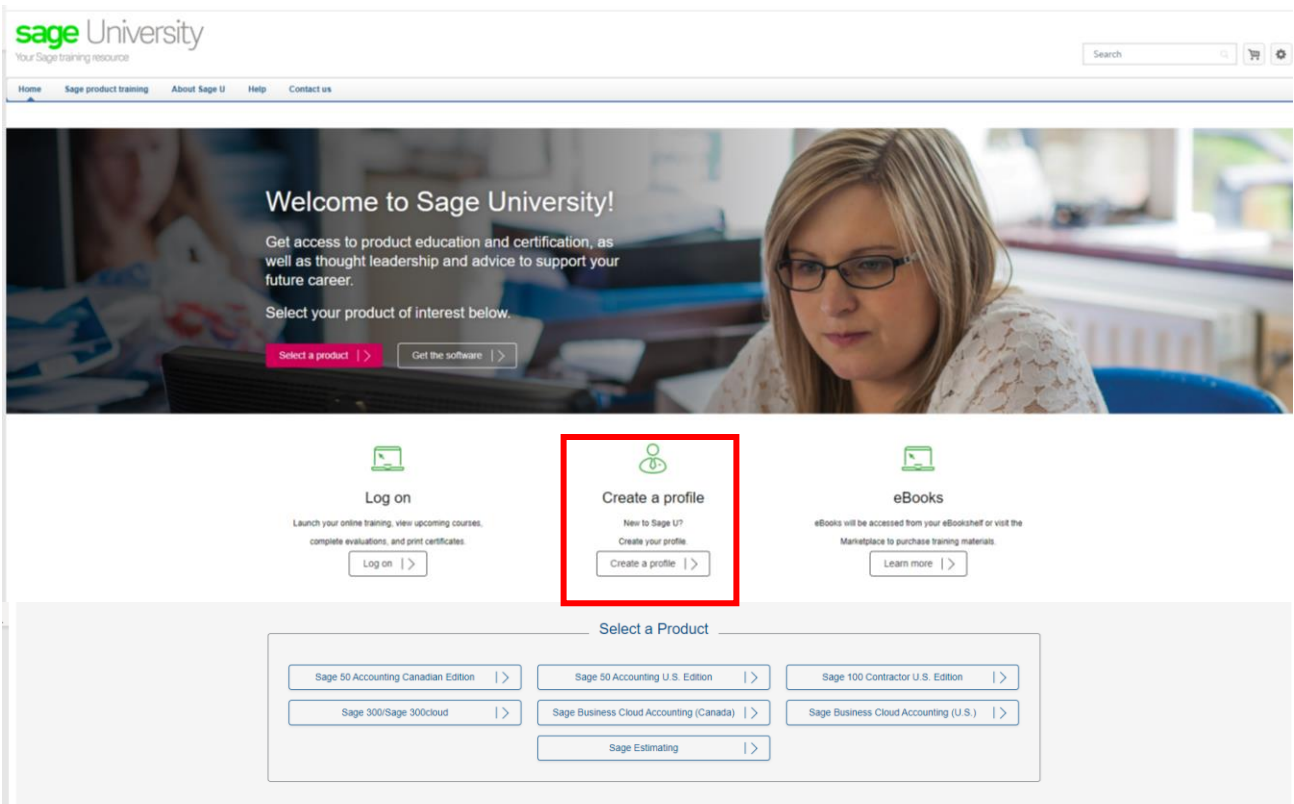 sage University
Your Sage training resource
Search
Home Sage product training About Sage U Help Contact us
Welcome to Sage University!
Get access to product education and certification, as
well as thought leadership and advice to support your
future career.
Select your product of interest below.
Select a product
Get the software
Log on
Launch your online training, view upcoming courses,
complete evaluations, and print certificates.
Log on
Create a profile
New to Sage U?
Create your profile.
Create a profile
eBooks
eBooks will be accessed from your eBookshelf or visit the
Marketplace to purchase training materials.
Learn more
Select a Product
Sage 50 Accounting Canadian Edition
Sage 50 Accounting U.S. Edition
Sage 100 Contractor U.S. Edition
Sage 300/Sage 300cloud
Sage Business Cloud Accounting (Canada)
Sage Business Cloud Accounting (U.S.)
Sage Estimating